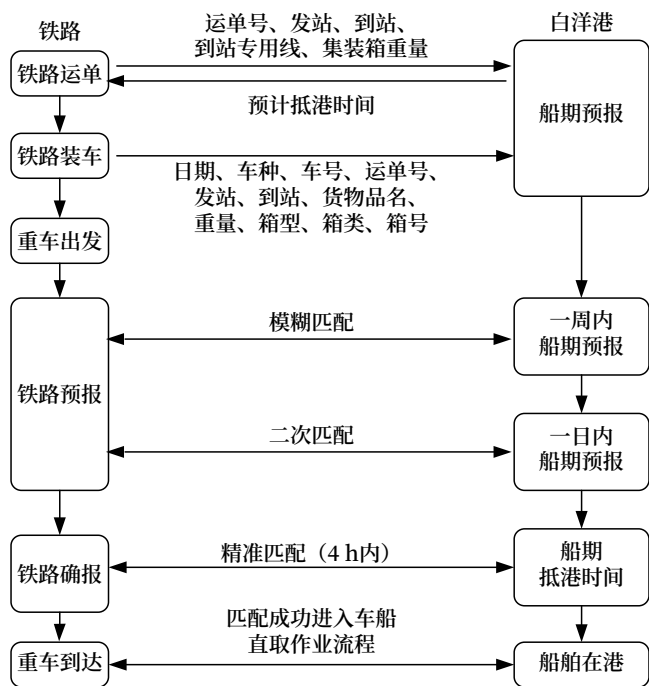 铁路
白洋港
运单号、发站、到站、
到站专用线、集装箱重量
铁路运单
预计抵港时间
船期预报
铁路装车
日期、车种、车号、运单号、
发站、到站、货物品名、
重量、箱型、箱类、箱号
重车出发
模糊匹配
一周内
船期预报
铁路预报
二次匹配
一日内
船期预报
精准匹配（4 h内）
铁路确报
船期
抵港时间
匹配成功进入车船
直取作业流程
重车到达
船舶在港